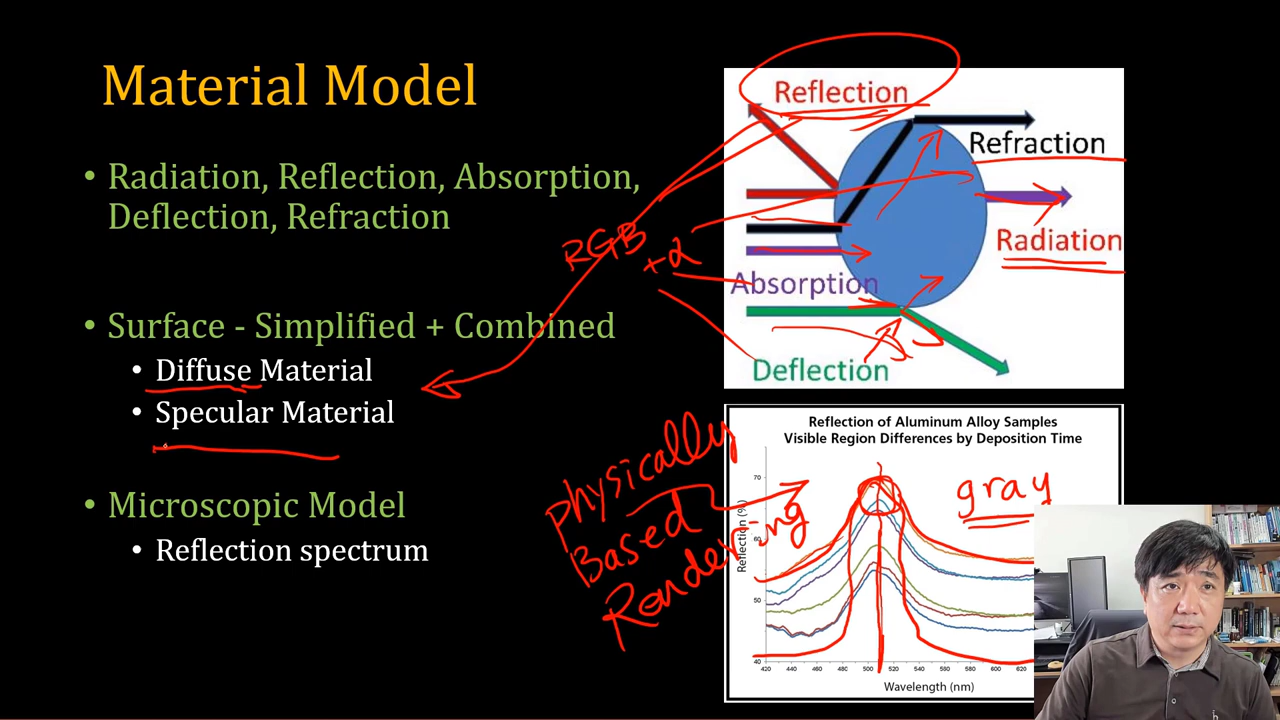 Material Model
• Radiation, Reflection, Absorption,
Deflection, Refraction
• Surface - Simplified + Combined
• Diffuse Material
• Specular Material
• Microscopic Model
• Reflection spectrum
Reflection
Refraction
Radiation
Absorption
Deflection
RGB
+α
Physically
Based
Rendering
Reflection of Aluminum Alloy Samples
Visible Region Differences by Deposition Time
gray
Reflection (%)
70
60
50
40
420 440 460 480 500 520 540 560 580 600 620
Wavelength (nm)